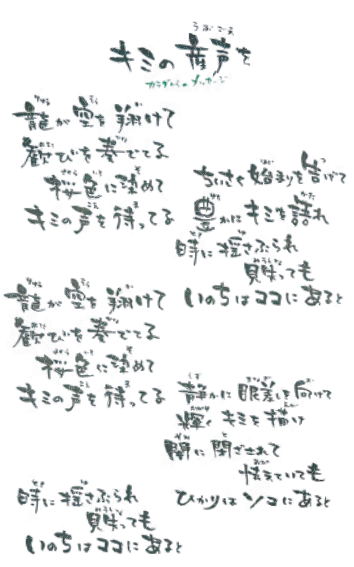 キミの産声を
カラダからのメッセージ
龍が空を翔けて
歓びを奏でてる
桜色に染めて
キミの声を待ってる
ちいさく始まりを告げて
豊かにキミを語れ
時に揺さぶられ
見失っても
いのちはココにあると
龍が空を翔けて
歓びを奏でてる
桜色に染めて
キミの声を待ってる
静かに眼差しを向けて
輝くキミを描け
闇に閉ざされて
怯えていても
ひかりはソコにあると
時に揺さぶられ
見失っても
いのちはココにあると